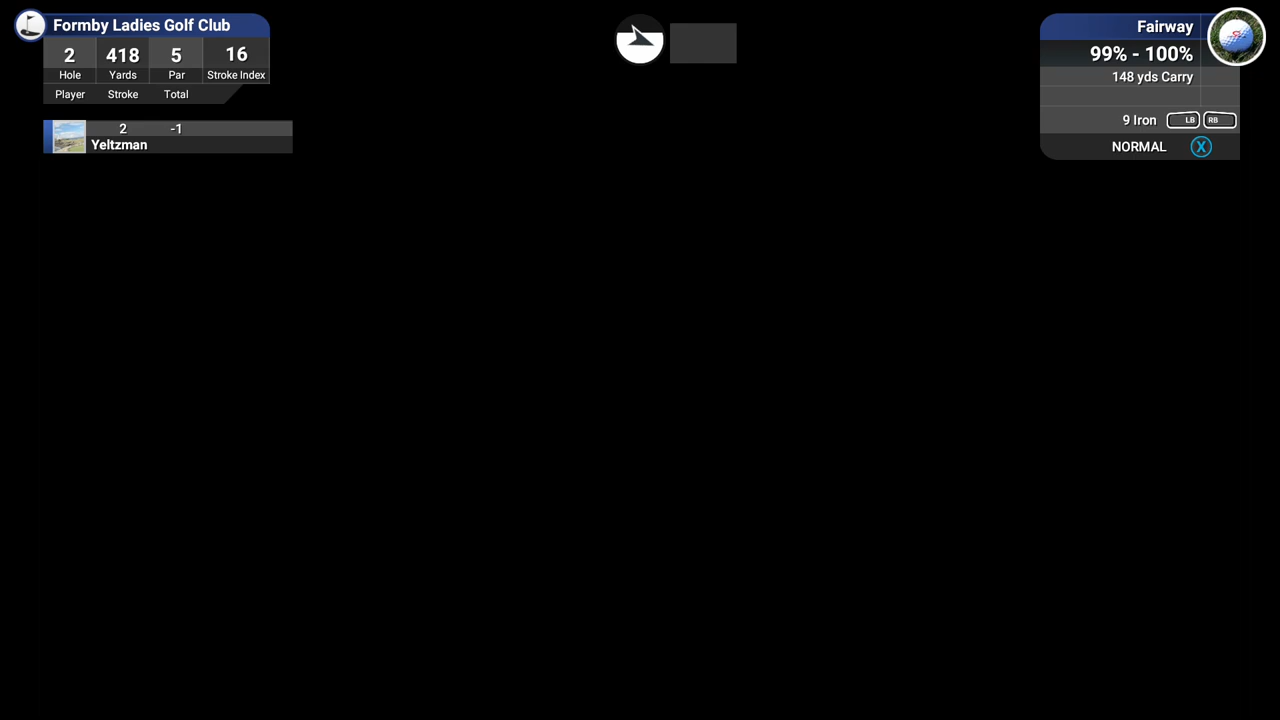 Formby Ladies Golf Club
2 418 5 16
Hole Yards Par Stroke Index
Player Stroke Total
2 -1
Yeltzman
Fairway
99% - 100%
148 yds Carry
9 Iron LB RB
NORMAL X